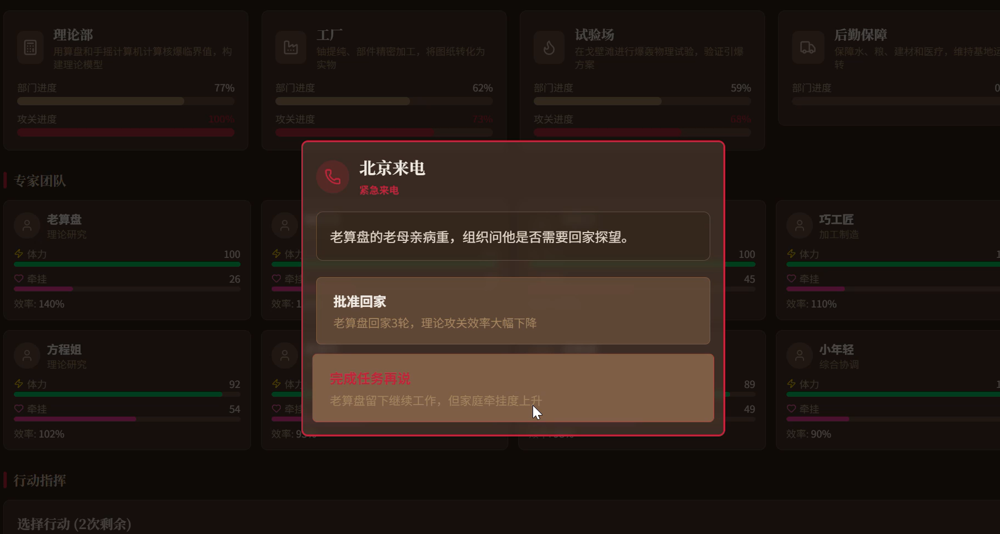 理论部
用算盘和手摇计算机计算核爆临界值，构
建理论模型
部门进度 77%
攻关进度 100%
工厂
铀提纯、部件精密加工，将图纸转化为
实物
部门进度 62%
攻关进度 73%
试验场
在戈壁滩进行爆轰物理试验，验证引爆
方案
部门进度 59%
攻关进度 68%
后勤保障
保障水、粮、建材和医疗，维持基地运
转
部门进度 0
北京来电
紧急来电
老算盘的老母亲病重，组织问他是否需要回家探望。
批准回家
老算盘回家3轮，理论攻关效率大幅下降
完成任务再说
老算盘留下继续工作，但家庭牵挂度上升
专家团队
老算盘
理论研究
体力 100
牵挂 26
效率: 140%
体力
牵挂
效率: 1
100
45
巧工匠
加工制造
体力 1
牵挂
效率: 110%
方程姐
理论研究
体力 92
牵挂 54
效率: 102%
体力
牵挂
效率: 9
89
49
小年轻
综合协调
体力 1
牵挂
效率: 90%
行动指挥
选择行动 (2次剩余)